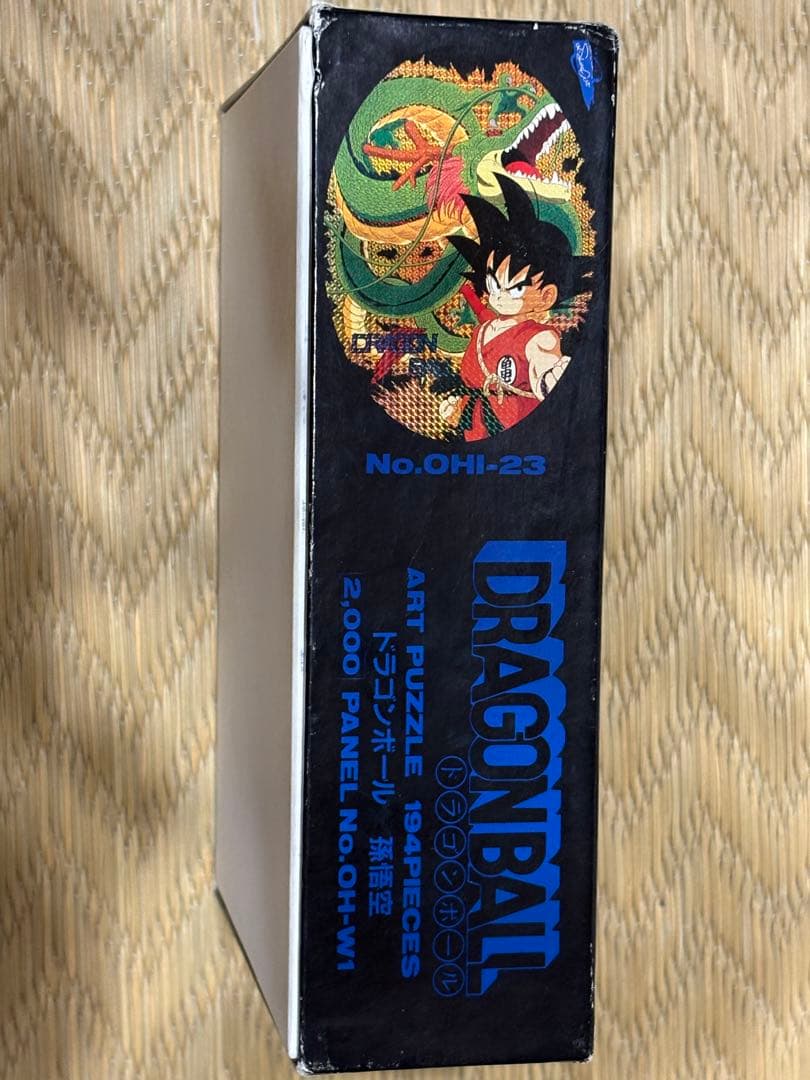 DRAGON
BALL
亀
No.OHI-23
DRAGONBALL
ドラゴンボール
ART PUZZLE 194PIECES
ドラゴンボール 孫悟空
2,000 PANEL No.OH-W1